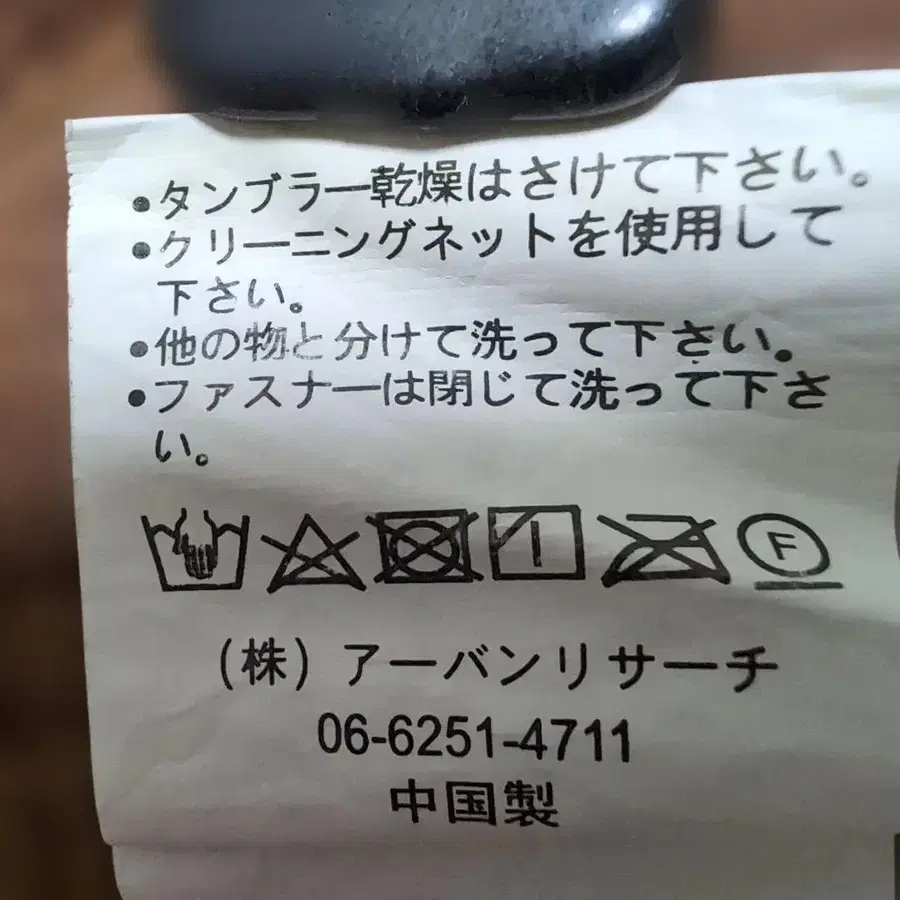 •タンブラー乾燥はさけて下さい。
•クリーニングネットを使用して
下さい。
•他の物と分けて洗って下さい。
•ファスナーは閉じて洗って下さ
い。
F
(株)アーバンリサーチ
06-6251-4711
中国製